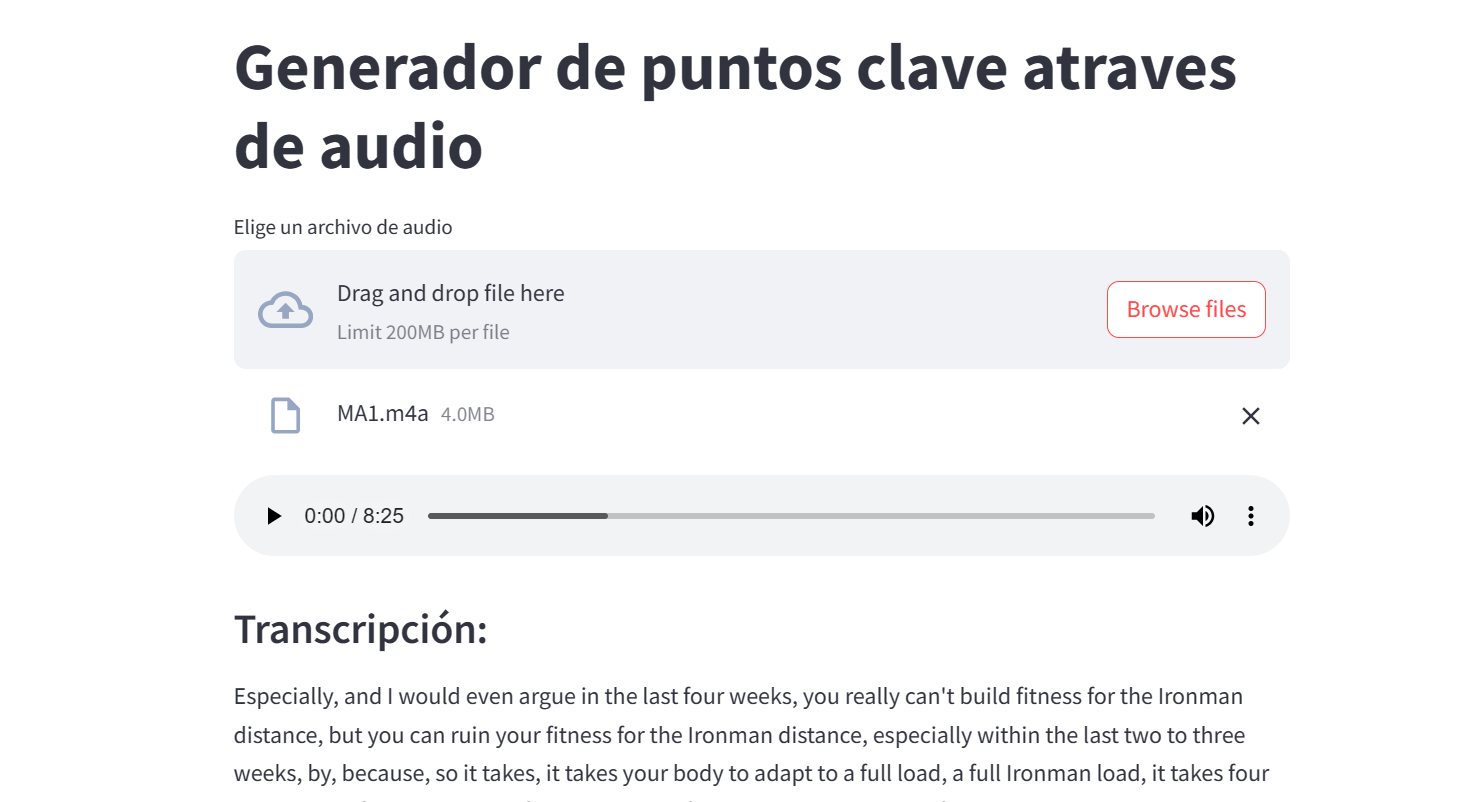 Generador de puntos clave atraves
de audio
Elige un archivo de audio
Drag and drop file here
Limit 200MB per file
Browse files
MA1.m4a 4.0MB
0:00 / 8:25
Transcripción:
Especially, and I would even argue in the last four weeks, you really can't build fitness for the Ironman
distance, but you can ruin your fitness for the Ironman distance, especially within the last two to three
weeks, by, because, so it takes, it takes your body to adapt to a full load, a full Ironman load, it takes four